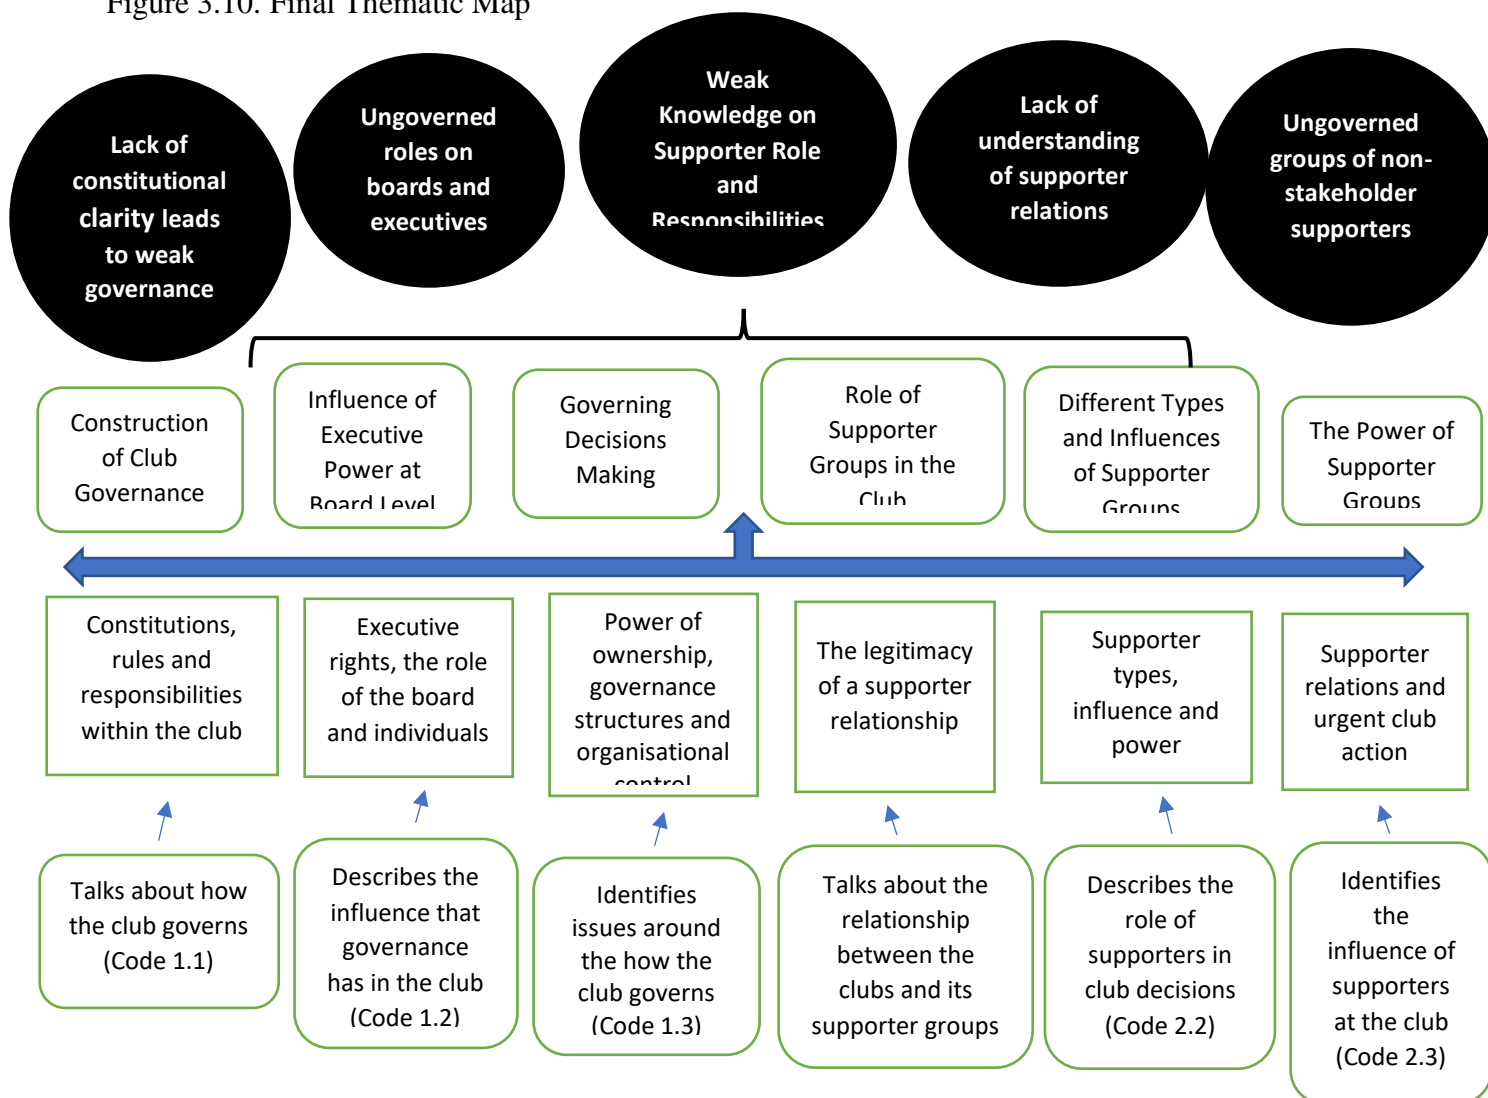 Figure 3.10. Final Thematic Map
Lack of
constitutional
clarity leads
to weak
governance
Ungoverned
roles on
boards and
executives
Weak
Knowledge on
Supporter Role
and
Responsibilities
Lack of
understanding
of supporter
relations
Ungoverned
groups of non-
stakeholder
supporters
Construction
of Club
Governance
Influence of
Executive
Power at
Board Level
Governing
Decisions
Making
Role of
Supporter
Groups in the
Club
Different Types
and Influences
of Supporter
Groups
The Power of
Supporter
Groups
Constitutions,
rules and
responsibilities
within the club
Executive
rights, the role
of the board
and individuals
Power of
ownership,
governance
structures and
organisational
control
The legitimacy
of a supporter
relationship
Supporter
types,
influence and
power
Supporter
relations and
urgent club
action
Talks about how
the club governs
(Code 1.1)
Describes the
influence that
governance
has in the club
(Code 1.2)
Identifies
issues around
the how the
club governs
(Code 1.3)
Talks about the
relationship
between the
clubs and its
supporter groups
Describes the
role of
supporters in
club decisions
(Code 2.2)
Identifies
the
influence of
supporters
at the club
(Code 2.3)